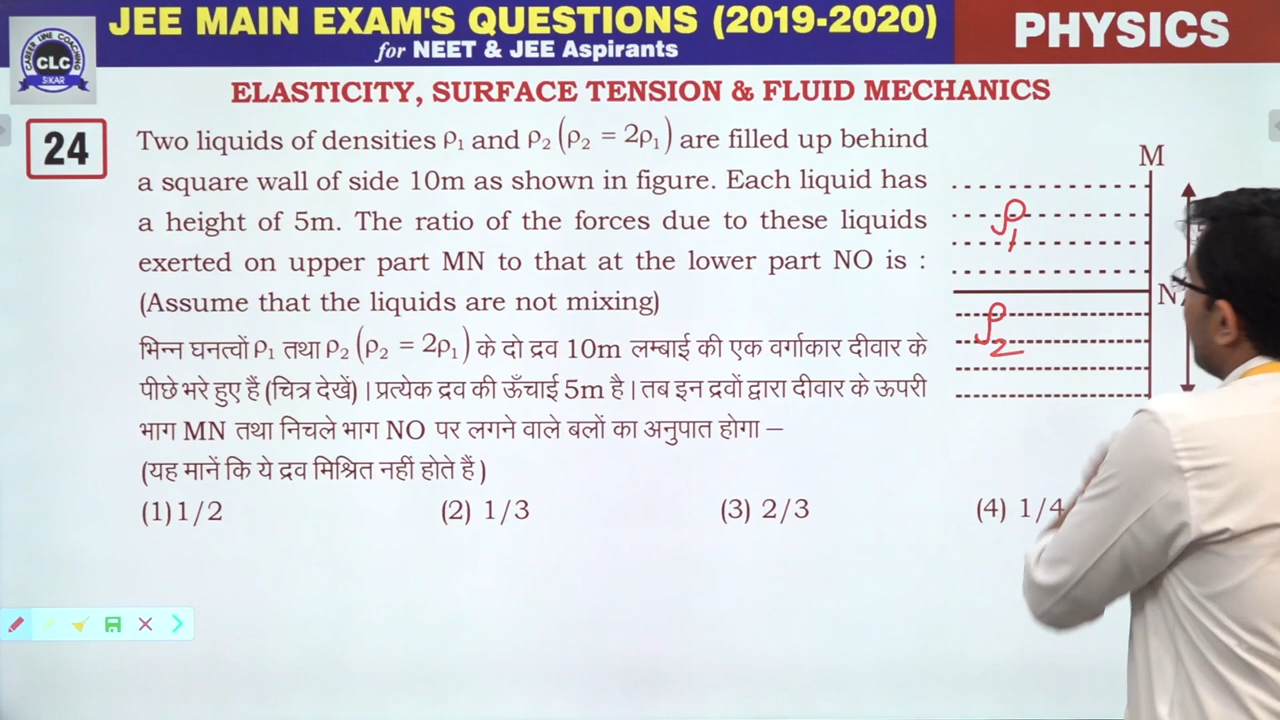 JEE MAIN EXAM'S QUESTIONS (2019-2020)
for NEET & JEE Aspirants
PHYSICS
CAREER LINE COACHING
CLC
SIKAR
ELASTICITY, SURFACE TENSION & FLUID MECHANICS
24
Two liquids of densities ρ₁ and ρ₂ (ρ₂ = 2ρ₁) are filled up behind
a square wall of side 10m as shown in figure. Each liquid has
a height of 5m. The ratio of the forces due to these liquids
exerted on upper part MN to that at the lower part NO is :
(Assume that the liquids are not mixing)
भिन्न घनत्वों ρ₁ तथा ρ₂ (ρ₂ = 2ρ₁) के दो द्रव 10m लम्बाई की एक वर्गाकार दीवार के
पीछे भरे हुए हैं (चित्र देखें) | प्रत्येक द्रव की ऊँचाई 5m है | तब इन द्रवों द्वारा दीवार के ऊपरी
भाग MN तथा निचले भाग NO पर लगने वाले बलों का अनुपात होगा –
(यह मानें कि ये द्रव मिश्रित नहीं होते हैं )
(1) 1/2 (2) 1/3 (3) 2/3 (4) 1/4
M
ρ1
N
ρ2